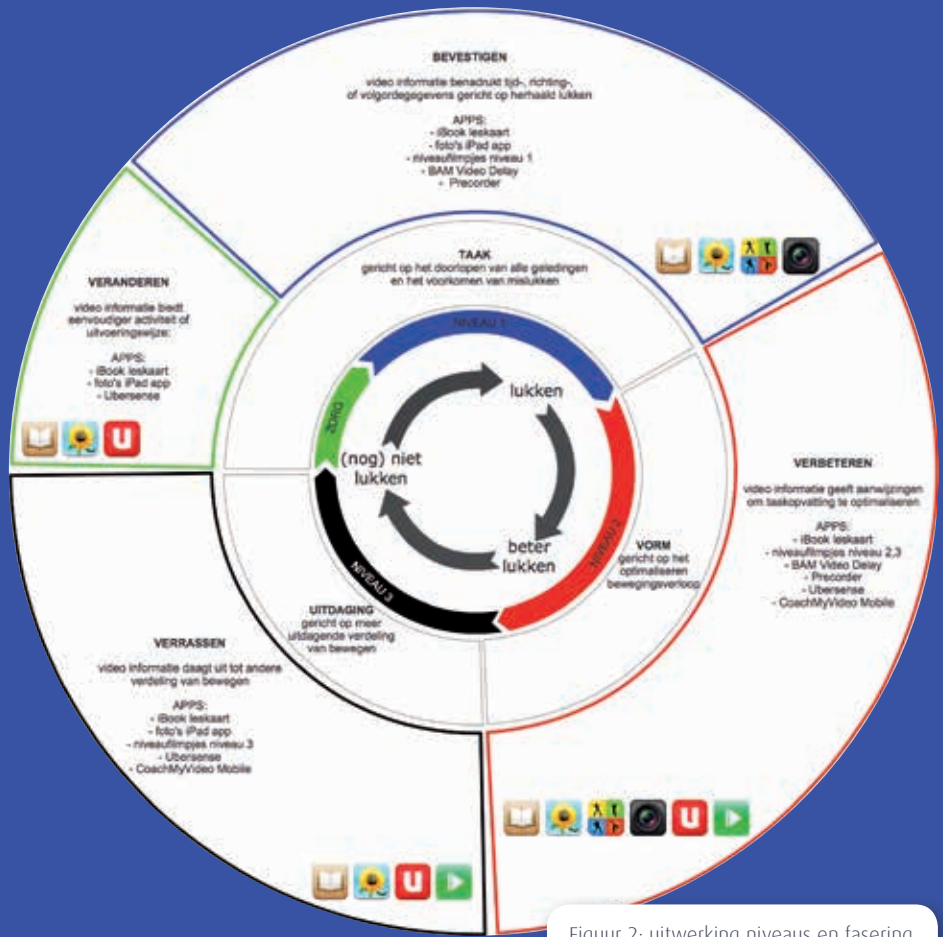 BEVESTIGEN
video informatie benadrukt tijd-, richting-,
of volgordegegevens gericht op herhaald lukken
APPS:
- iBook leskaart
- foto's iPad app
- niveaufilmpjes niveau 1
- BAM Video Delay
- Precorder
TAAK
gericht op het doorlopen van alle geledingen
en het voorkomen van mislukken
VERANDEREN
video informatie biedt
eenvoudiger activiteit of
uitvoeringswijze:
APPS:
- iBook leskaart
- foto's iPad app
- Ubersense
U
NIVEAU 1
ZORG
lukken
(nog) niet
lukken
beter
lukken
NIVEAU 2
NIVEAU 3
VORM
gericht op het
optimaliseren
bewegingsverloop
VERBETEREN
video informatie geeft aanwijzingen
om taakopvatting te optimaliseren
APPS:
- iBook leskaart
- niveaufilmpjes niveau 2,3
- BAM Video Delay
- Precorder
- Ubersense
- CoachMyVideo Mobile
U
UITDAGING
gericht op meer
uitdagende verdeling
van bewegen
VERRASSEN
video informatie daagt uit tot andere
verdeling van bewegen
APPS:
- iBook leskaart
- foto's iPad app
- niveaufilmpjes niveau 3
- Ubersense
- CoachMyVideo Mobile
U
Figuur 2: uitwerking niveaus en fasering